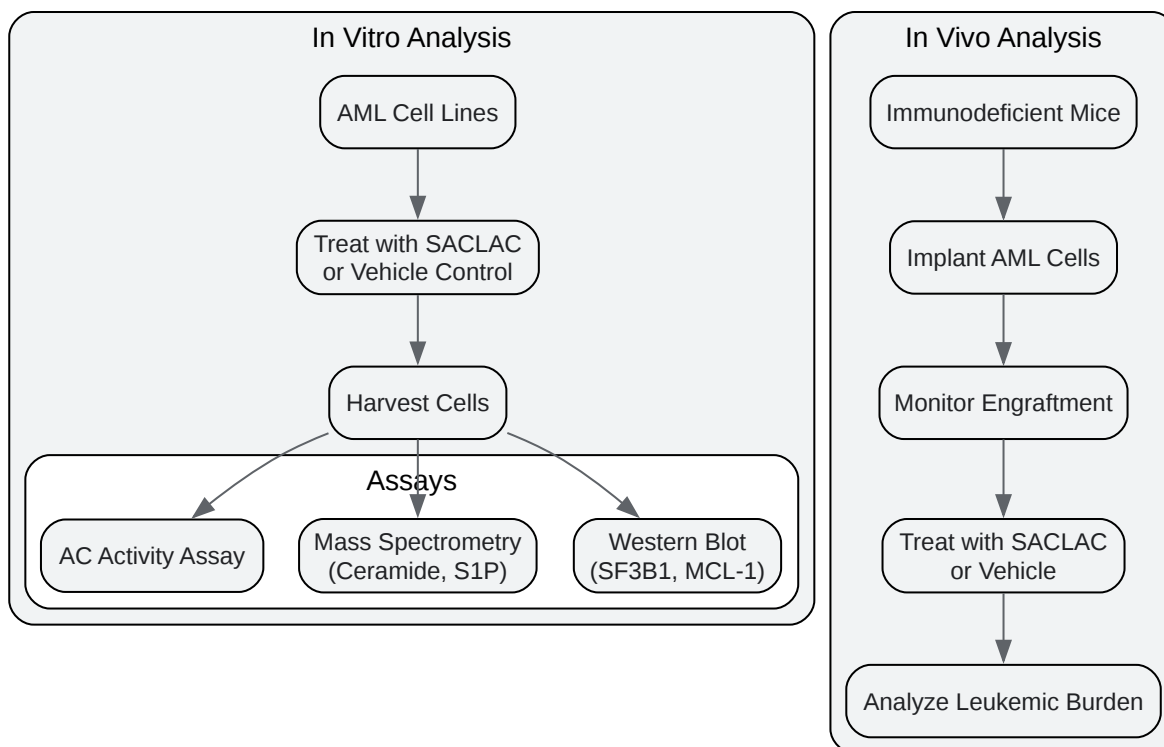 In Vitro Analysis
AML Cell Lines
Treat with SACLAC
or Vehicle Control
Harvest Cells
Assays
AC Activity Assay
Mass Spectrometry
(Ceramide, S1P)
Western Blot
(SF3B1, MCL-1)
In Vivo Analysis
Immunodeficient Mice
Implant AML Cells
Monitor Engraftment
Treat with SACLAC
or Vehicle
Analyze Leukemic Burden